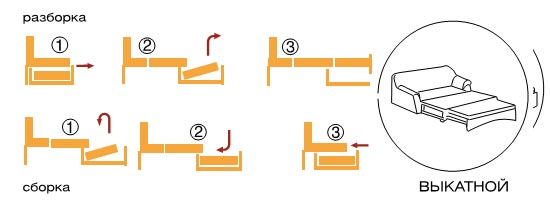 разборка
① ② ③
① ② ③
сборка
ВЫКАТНОЙ